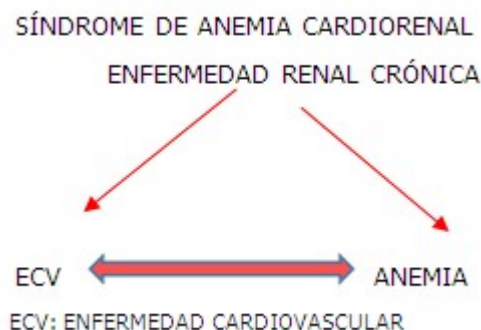 SÍNDROME DE ANEMIA CARDIORENAL
ENFERMEDAD RENAL CRÓNICA
ECV
ANEMIA
ECV: ENFERMEDAD CARDIOVASCULAR